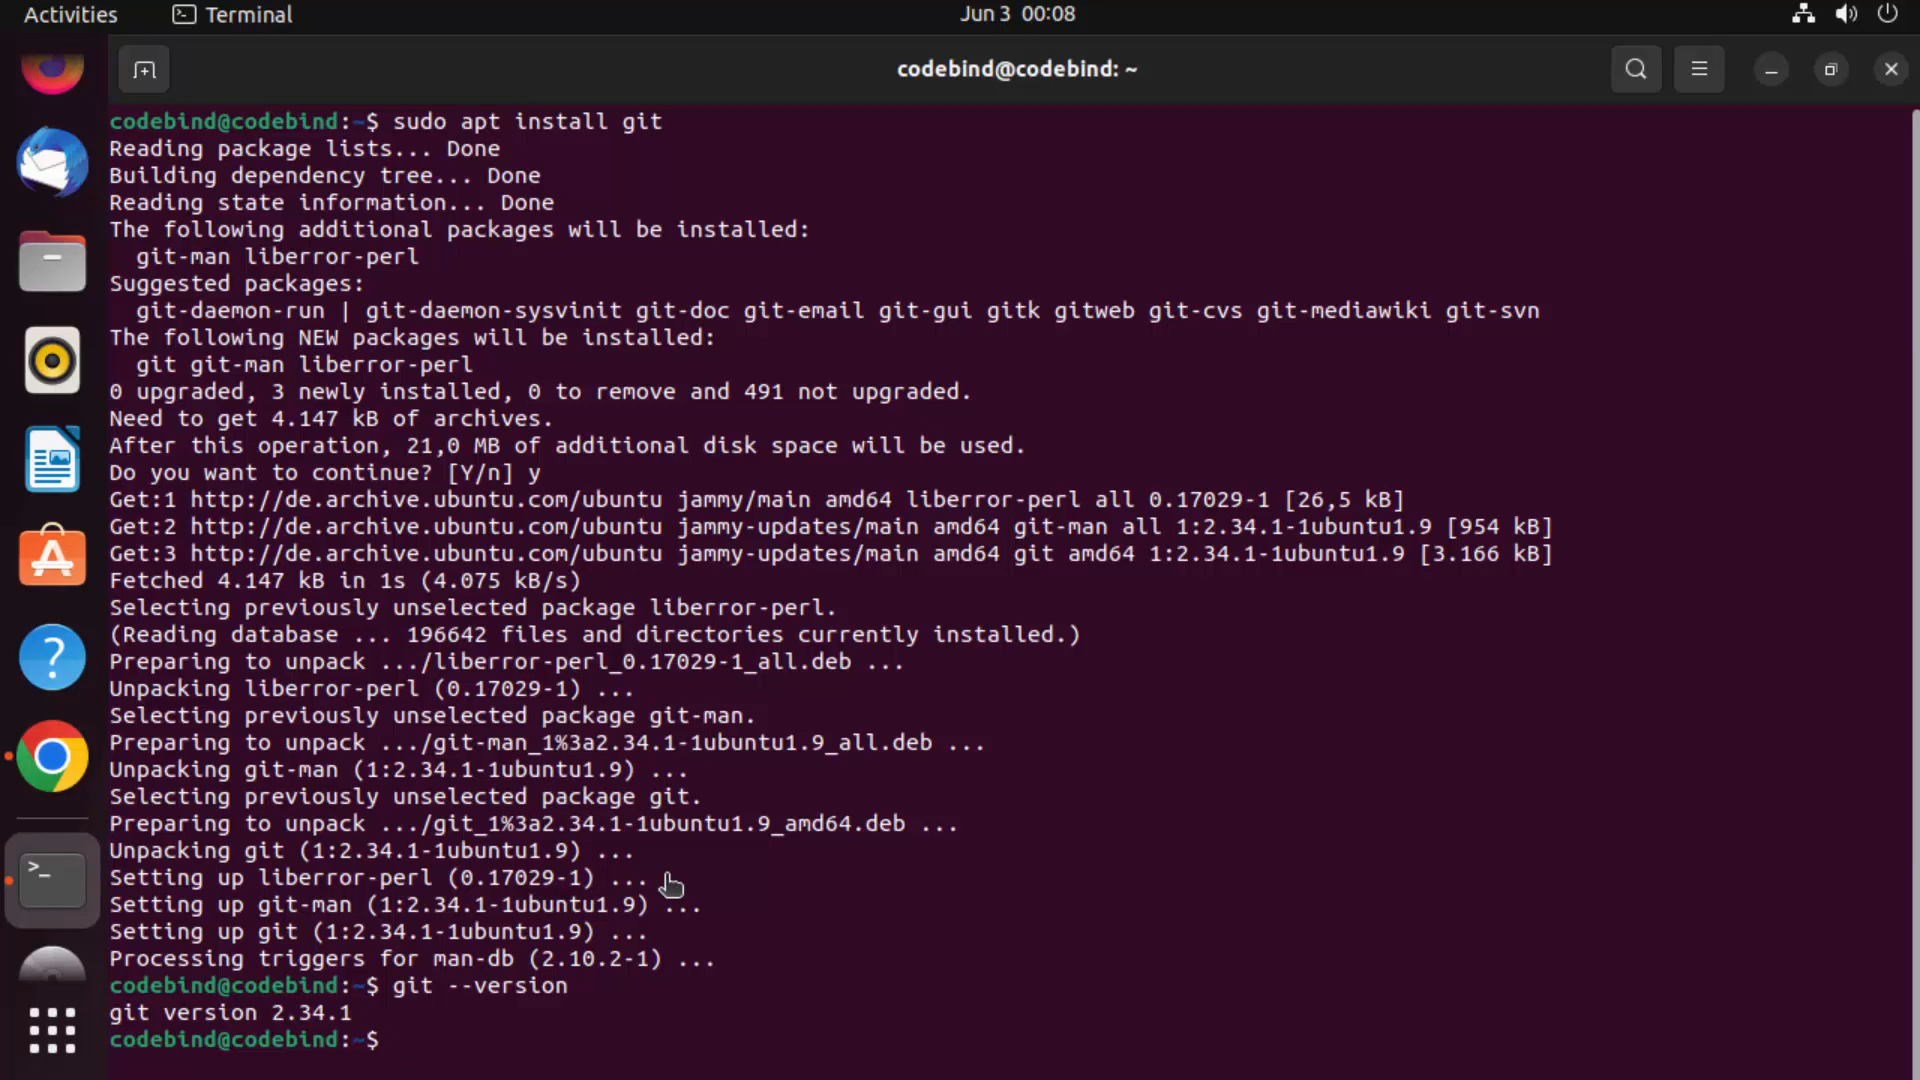 Activities Terminal Jun 3 00:08
codebind@codebind: ~
codebind@codebind:~$ sudo apt install git
Reading package lists... Done
Building dependency tree... Done
Reading state information... Done
The following additional packages will be installed:
  git-man liberror-perl
Suggested packages:
  git-daemon-run | git-daemon-sysvinit git-doc git-email git-gui gitk gitweb git-cvs git-mediawiki git-svn
The following NEW packages will be installed:
  git git-man liberror-perl
0 upgraded, 3 newly installed, 0 to remove and 491 not upgraded.
Need to get 4.147 kB of archives.
After this operation, 21,0 MB of additional disk space will be used.
Do you want to continue? [Y/n] y
Get:1 http://de.archive.ubuntu.com/ubuntu jammy/main amd64 liberror-perl all 0.17029-1 [26,5 kB]
Get:2 http://de.archive.ubuntu.com/ubuntu jammy-updates/main amd64 git-man all 1:2.34.1-1ubuntu1.9 [954 kB]
Get:3 http://de.archive.ubuntu.com/ubuntu jammy-updates/main amd64 git amd64 1:2.34.1-1ubuntu1.9 [3.166 kB]
Fetched 4.147 kB in 1s (4.075 kB/s)
Selecting previously unselected package liberror-perl.
(Reading database ... 196642 files and directories currently installed.)
Preparing to unpack .../liberror-perl_0.17029-1_all.deb ...
Unpacking liberror-perl (0.17029-1) ...
Selecting previously unselected package git-man.
Preparing to unpack .../git-man_1%3a2.34.1-1ubuntu1.9_all.deb ...
Unpacking git-man (1:2.34.1-1ubuntu1.9) ...
Selecting previously unselected package git.
Preparing to unpack .../git_1%3a2.34.1-1ubuntu1.9_amd64.deb ...
Unpacking git (1:2.34.1-1ubuntu1.9) ...
Setting up liberror-perl (0.17029-1) ...
Setting up git-man (1:2.34.1-1ubuntu1.9) ...
Setting up git (1:2.34.1-1ubuntu1.9) ...
Processing triggers for man-db (2.10.2-1) ...
codebind@codebind:~$ git --version
git version 2.34.1
codebind@codebind:~$